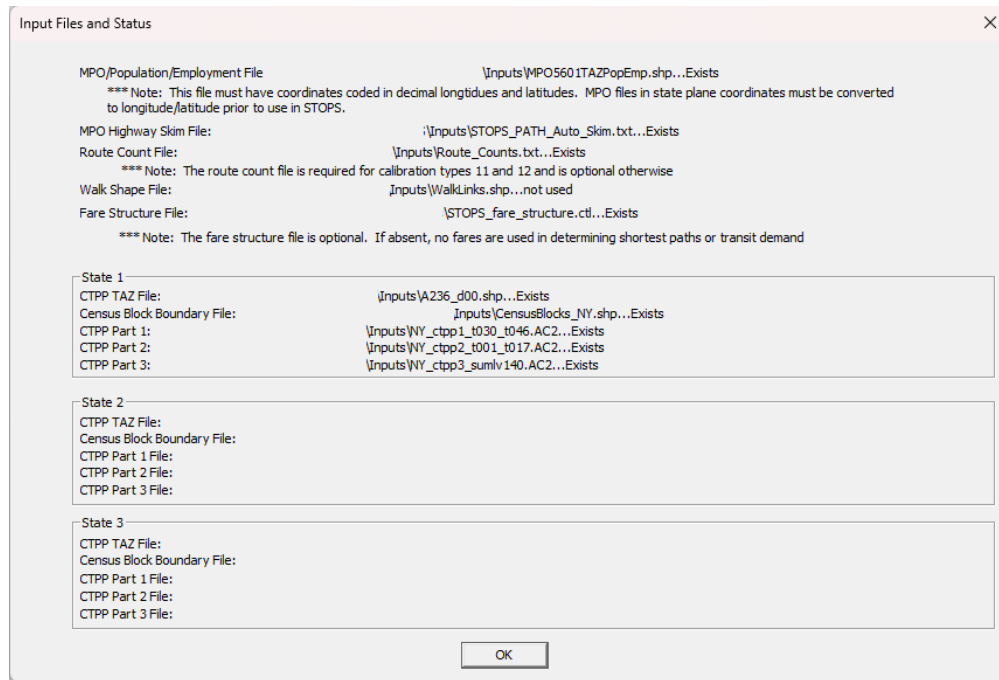 Input Files and Status
MPO/Population/Employment File \Inputs\MPO5601TAZPopEmp.shp...Exists
*** Note: This file must have coordinates coded in decimal longtidues and latitudes. MPO files in state plane coordinates must be converted
to longitude/latitude prior to use in STOPS.
MPO Highway Skim File: \Inputs\STOPS_PATH_Auto_Skim.txt...Exists
Route Count File: \Inputs\Route_Counts.txt...Exists
*** Note: The route count file is required for calibration types 11 and 12 and is optional otherwise
Walk Shape File: Inputs\WalkLinks.shp...not used
Fare Structure File: \STOPS_fare_structure.ctl...Exists
*** Note: The fare structure file is optional. If absent, no fares are used in determining shortest paths or transit demand
State 1
CTPP TAZ File: \Inputs\A236_d00.shp...Exists
Census Block Boundary File: Inputs\CensusBlocks_NY.shp...Exists
CTPP Part 1: \Inputs\NY_ctpp1_t030_t046.AC2...Exists
CTPP Part 2: \Inputs\NY_ctpp2_t001_t017.AC2...Exists
CTPP Part 3: \Inputs\NY_ctpp3_sumlv140.AC2...Exists
State 2
CTPP TAZ File:
Census Block Boundary File:
CTPP Part 1 File:
CTPP Part 2 File:
CTPP Part 3 File:
State 3
CTPP TAZ File:
Census Block Boundary File:
CTPP Part 1 File:
CTPP Part 2 File:
CTPP Part 3 File:
OK